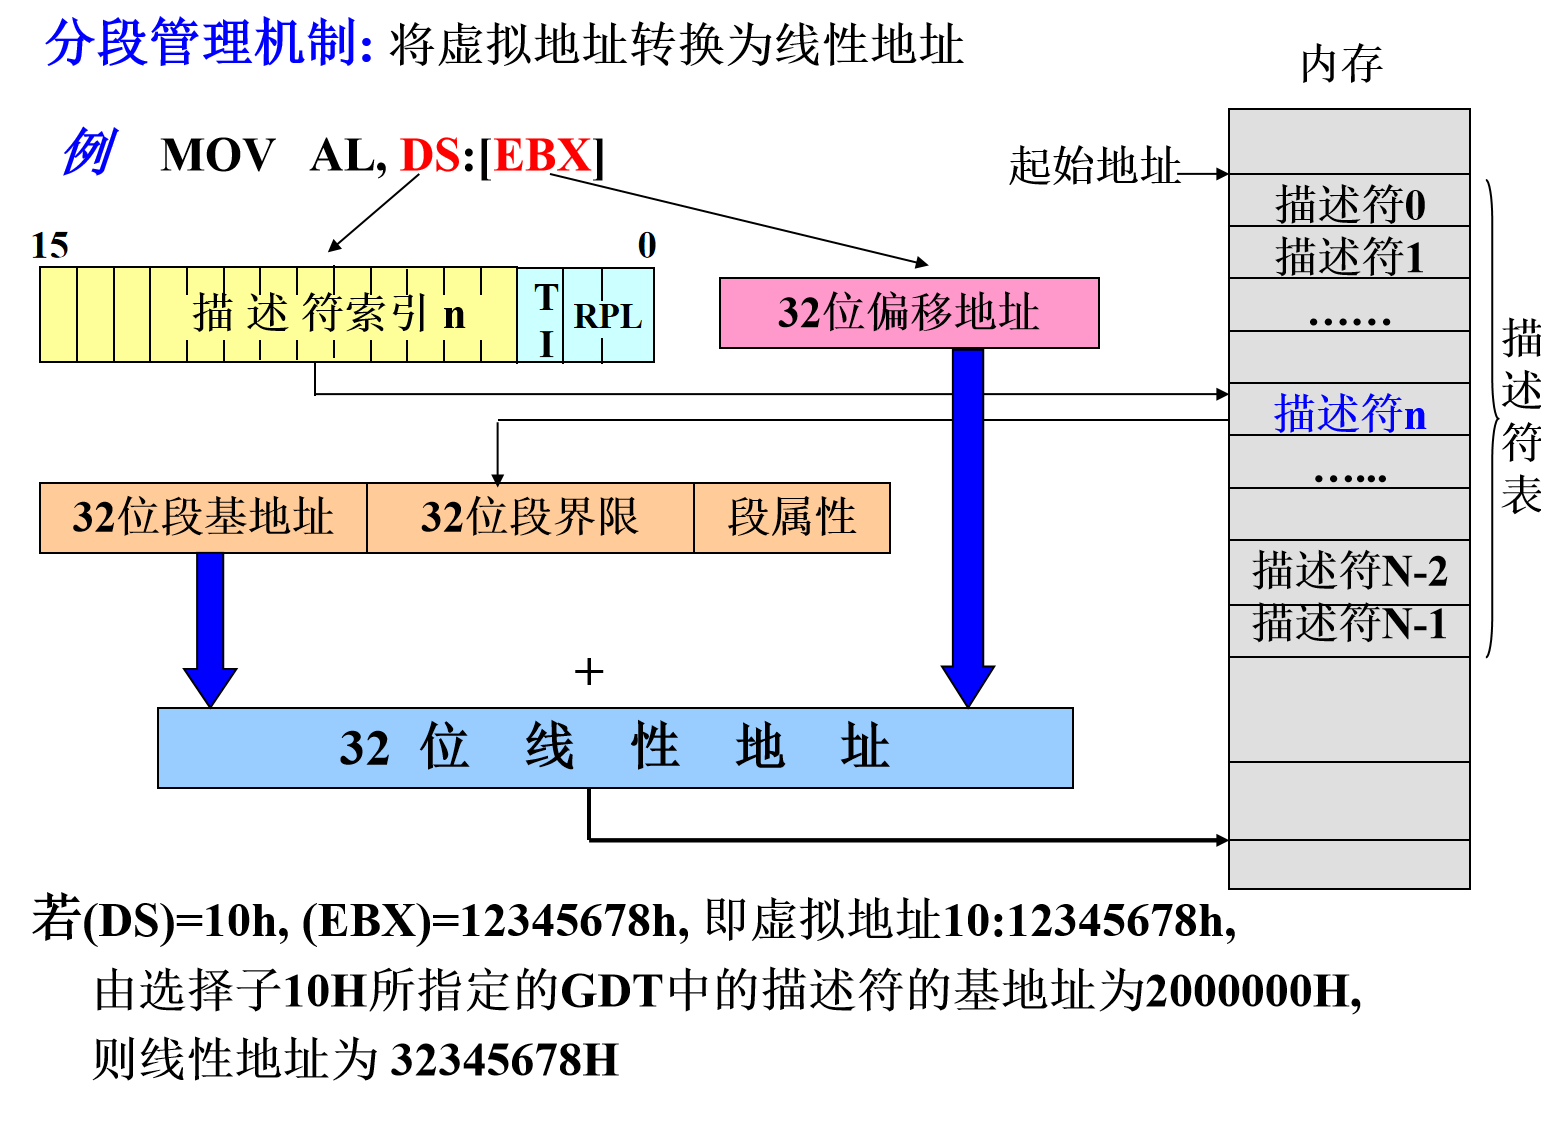 分段管理机制: 将虚拟地址转换为线性地址
内存
例 MOV AL, DS:[EBX]
起始地址
15 0
描述符索引n
TI
RPL
32位偏移地址
描述符0
描述符1
......
描述符n
......
描述符N-2
描述符N-1
描述符表
32位段基地址 32位段界限 段属性
+
32 位 线 性 地 址
若(DS)=10h, (EBX)=12345678h, 即虚拟地址10:12345678h,
由选择子10H所指定的GDT中的描述符的基地址为2000000H,
则线性地址为 32345678H